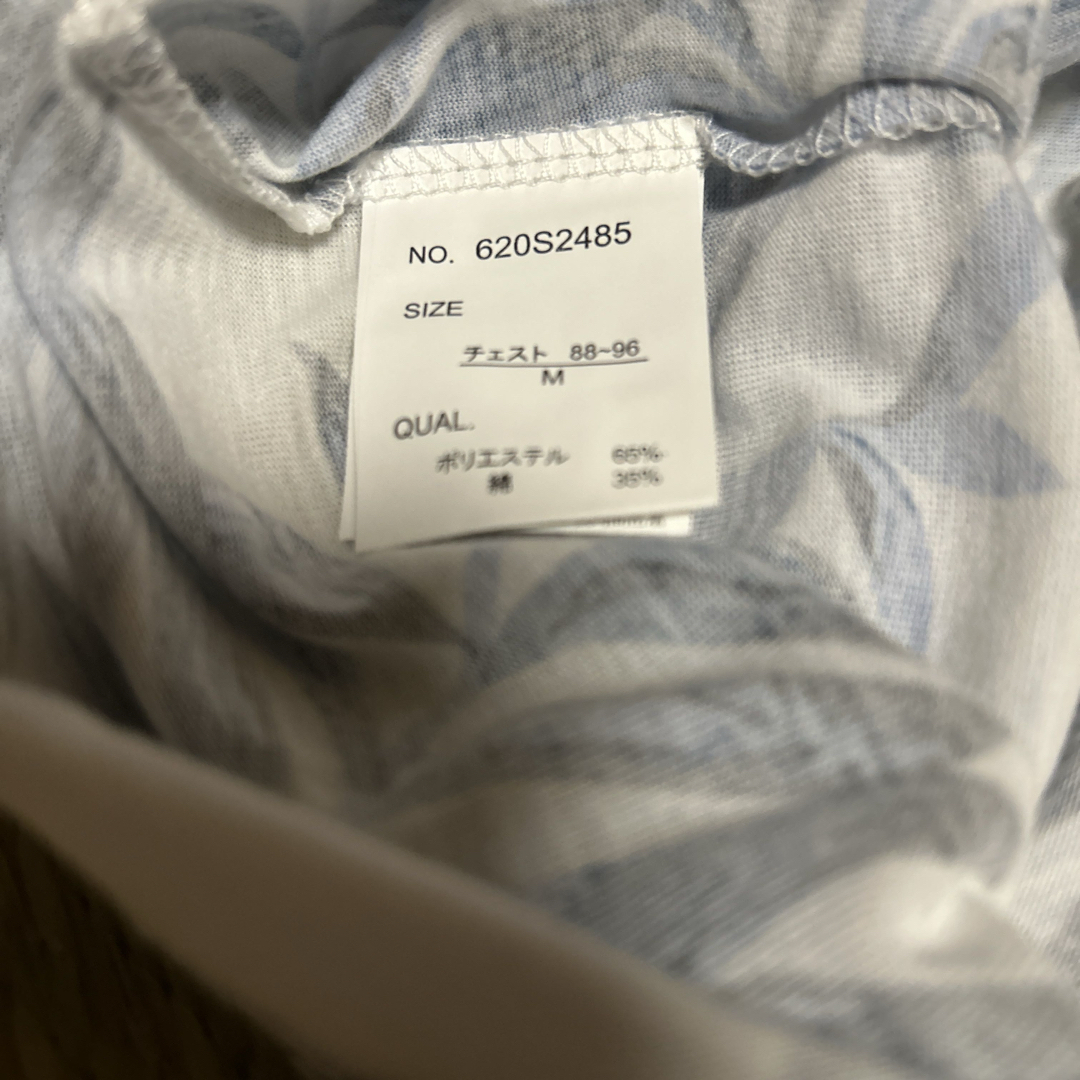 NO. 620S2485
SIZE
チェスト 88~96
M
QUAL.
ポリエステル 65%
綿 35%